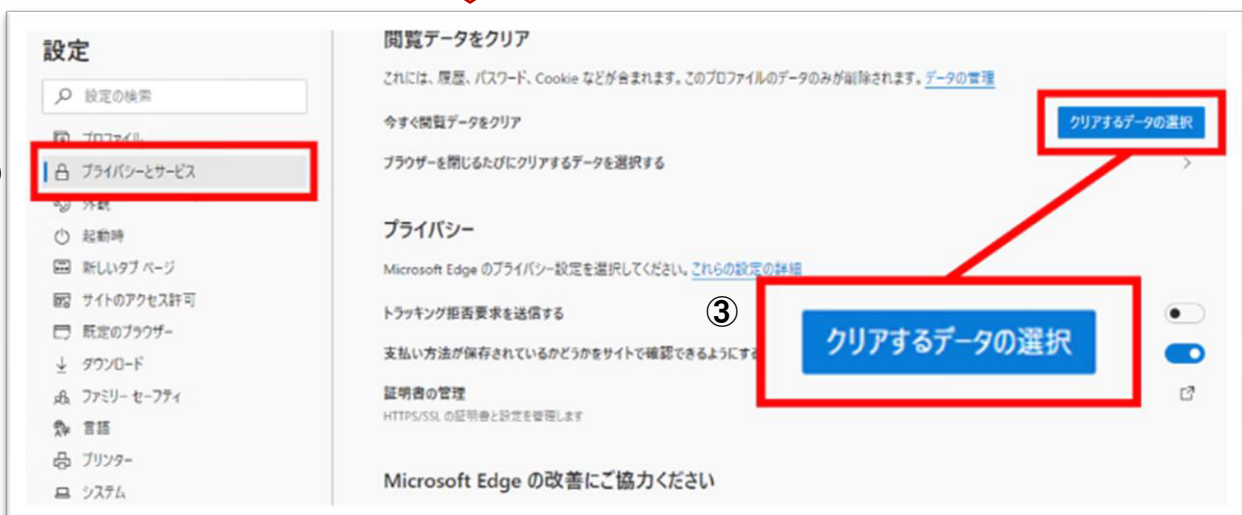 設定
設定の検索
プロファイル
プライバシーとサービス
外観
起動時
新しいタブ ページ
サイトのアクセス許可
既定のブラウザー
ダウンロード
ファミリー セーフティ
言語
プリンター
システム
閲覧データをクリア
これには、履歴、パスワード、Cookie などが含まれます。このプロファイルのデータのみが削除されます。データの管理
今すぐ閲覧データをクリア
クリアするデータの選択
ブラウザーを閉じるたびにクリアするデータを選択する
プライバシー
Microsoft Edge のプライバシー設定を選択してください。これらの設定の詳細
トラッキング拒否要求を送信する
③
クリアするデータの選択
支払い方法が保存されているかどうかをサイトで確認できるようにする
証明書の管理
HTTPS/SSL の証明書と設定を管理します
Microsoft Edge の改善にご協力ください